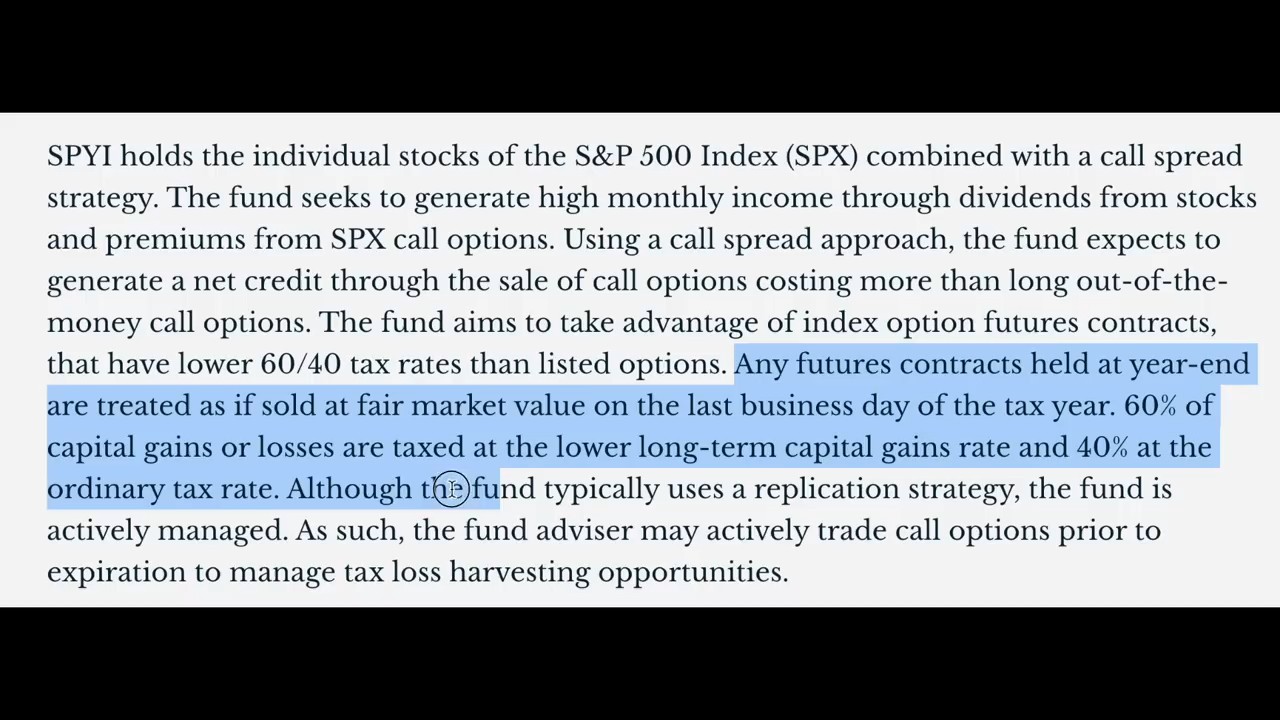 SPYI holds the individual stocks of the S&P 500 Index (SPX) combined with a call spread
strategy. The fund seeks to generate high monthly income through dividends from stocks
and premiums from SPX call options. Using a call spread approach, the fund expects to
generate a net credit through the sale of call options costing more than long out-of-the-
money call options. The fund aims to take advantage of index option futures contracts,
that have lower 60/40 tax rates than listed options. Any futures contracts held at year-end
are treated as if sold at fair market value on the last business day of the tax year. 60% of
capital gains or losses are taxed at the lower long-term capital gains rate and 40% at the
ordinary tax rate. Although the fund typically uses a replication strategy, the fund is
actively managed. As such, the fund adviser may actively trade call options prior to
expiration to manage tax loss harvesting opportunities.